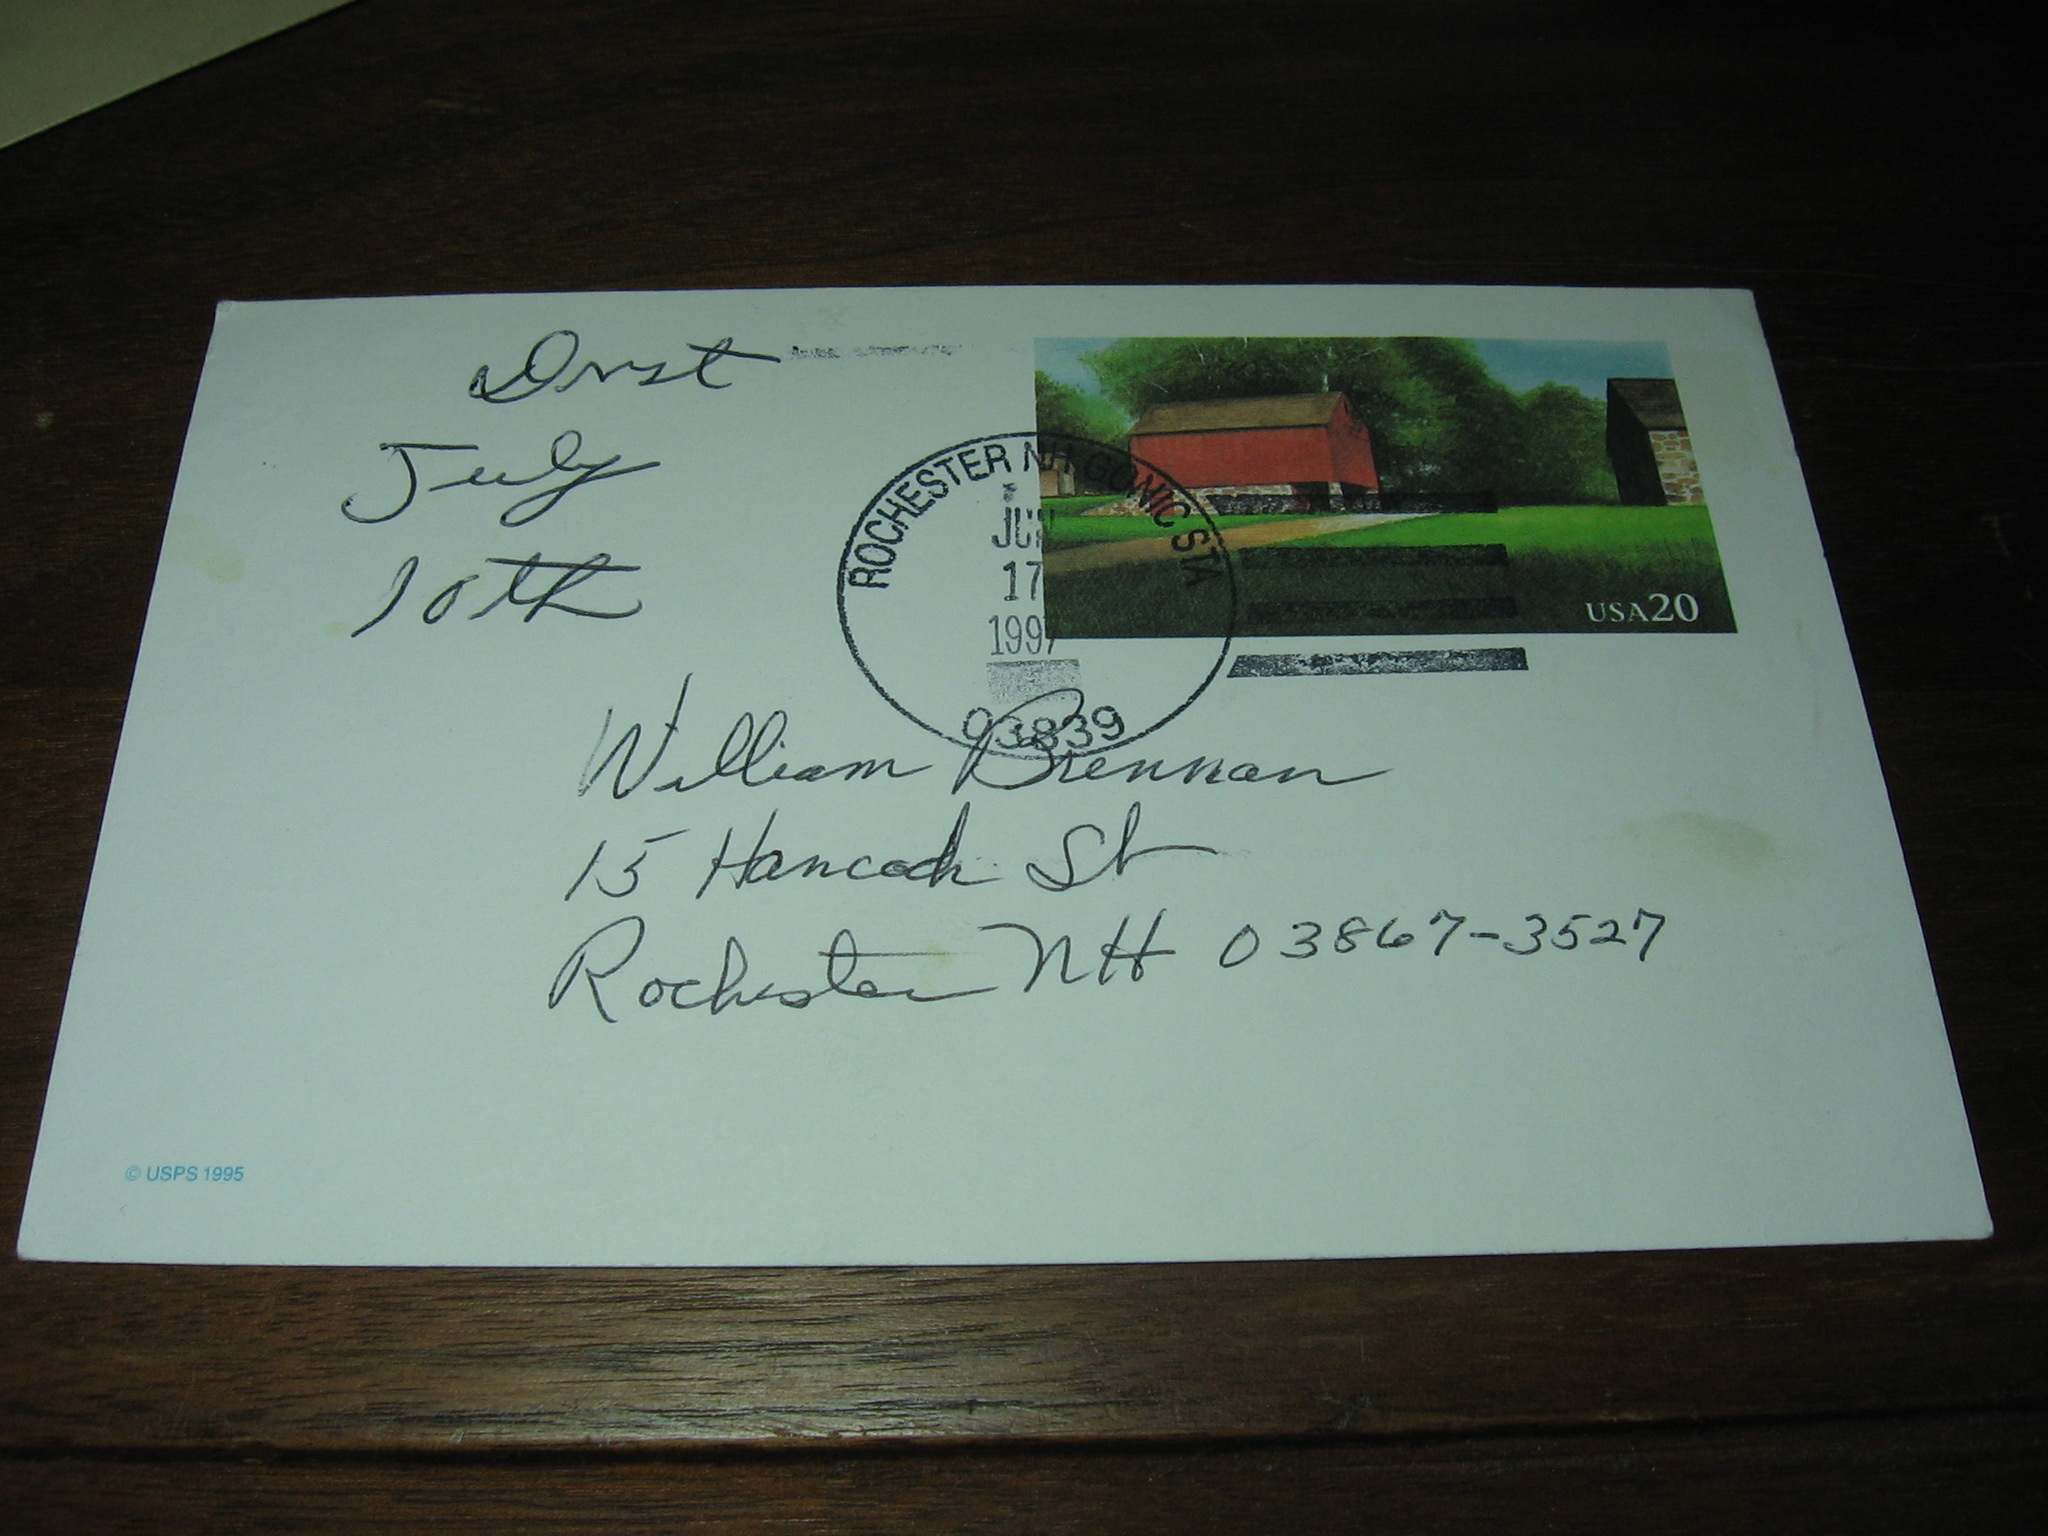 July
10th
ROCHESTER NH GONIC STA
JUN
17
1997
03839
USA20
William Brennan
15 Hancock St
Rochester NH 03867-3527
© USPS 1995